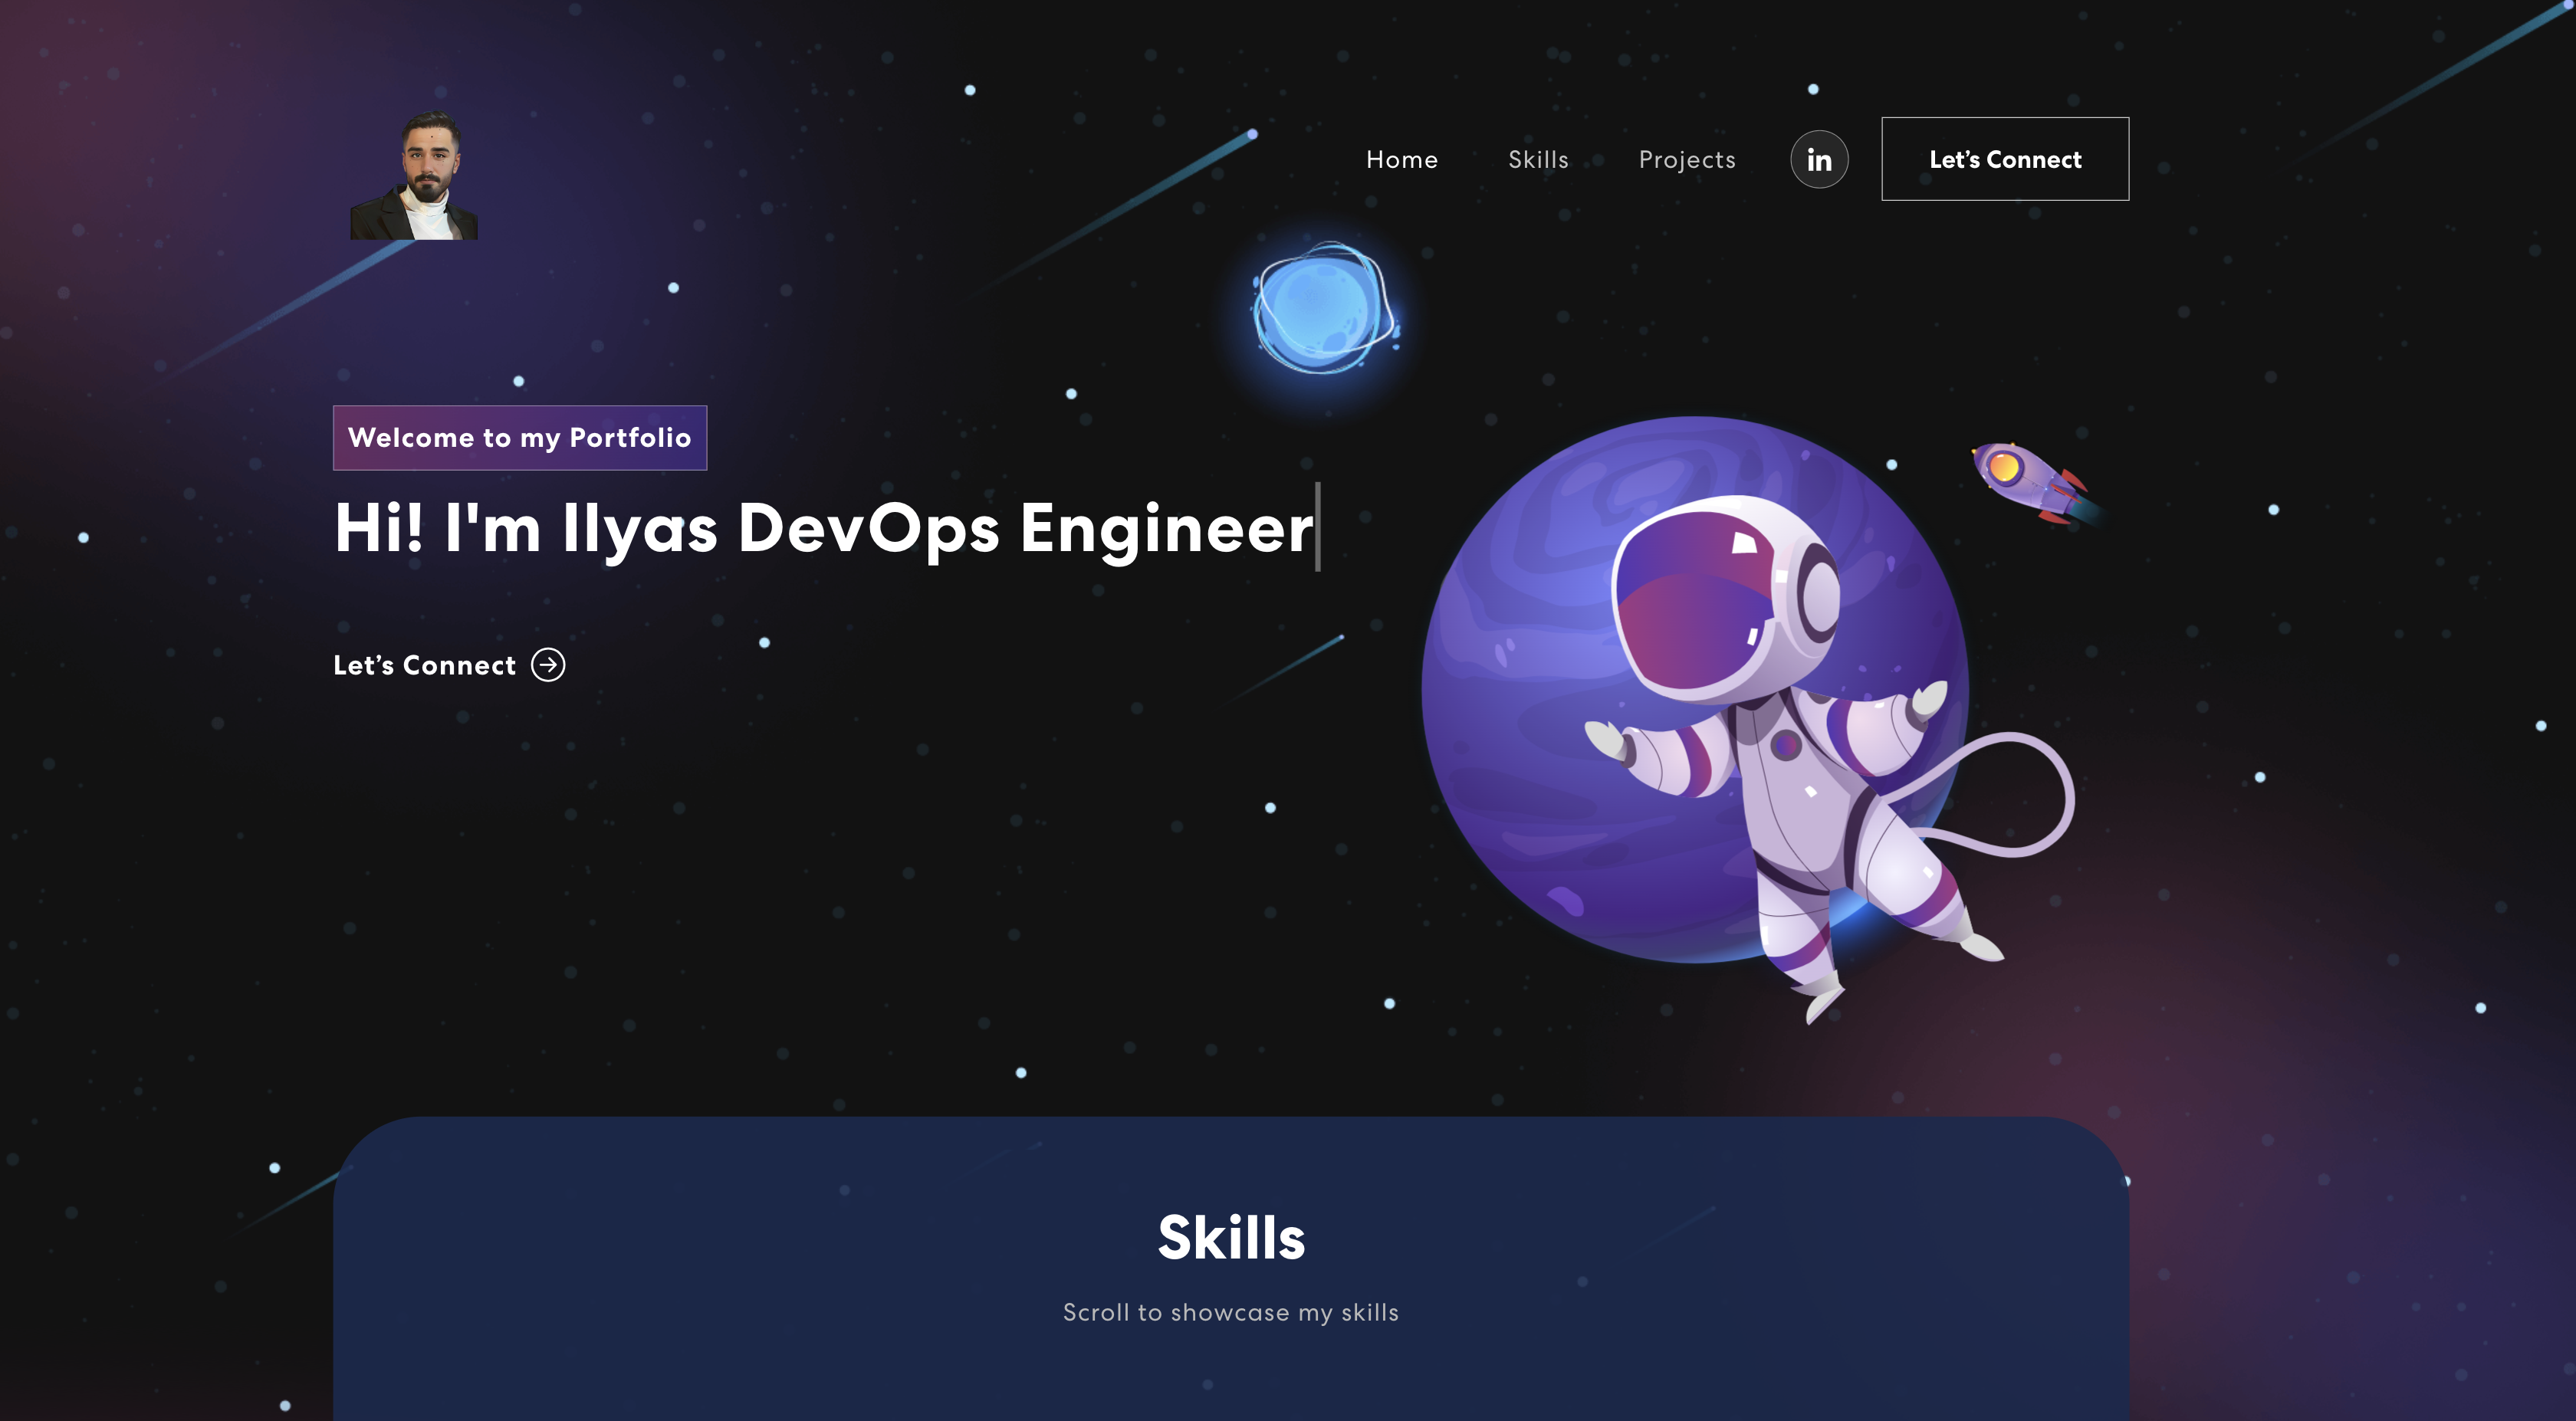 Home Skills Projects in Let’s Connect
Welcome to my Portfolio
Hi! I'm Ilyas DevOps Engineer
Let’s Connect
Skills
Scroll to showcase my skills